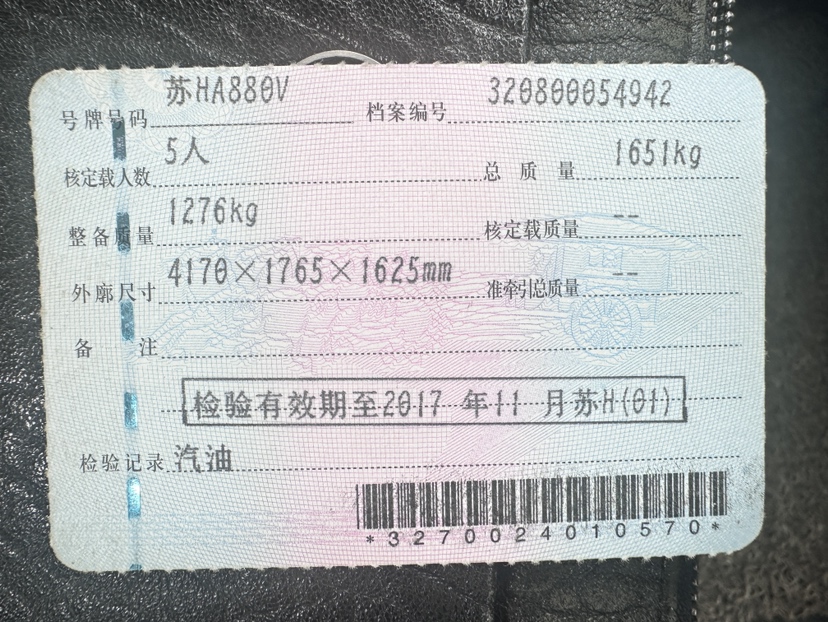 号牌号码 苏HA880V 档案编号 320800054942
核定载人数 5人 总质量 1651kg
整备质量 1276kg 核定载质量 --
外廓尺寸 4170×1765×1625mm 准牵引总质量 --
备注
检验有效期至2017 年11 月苏H(01)
检验记录 汽油
*3270024010570*